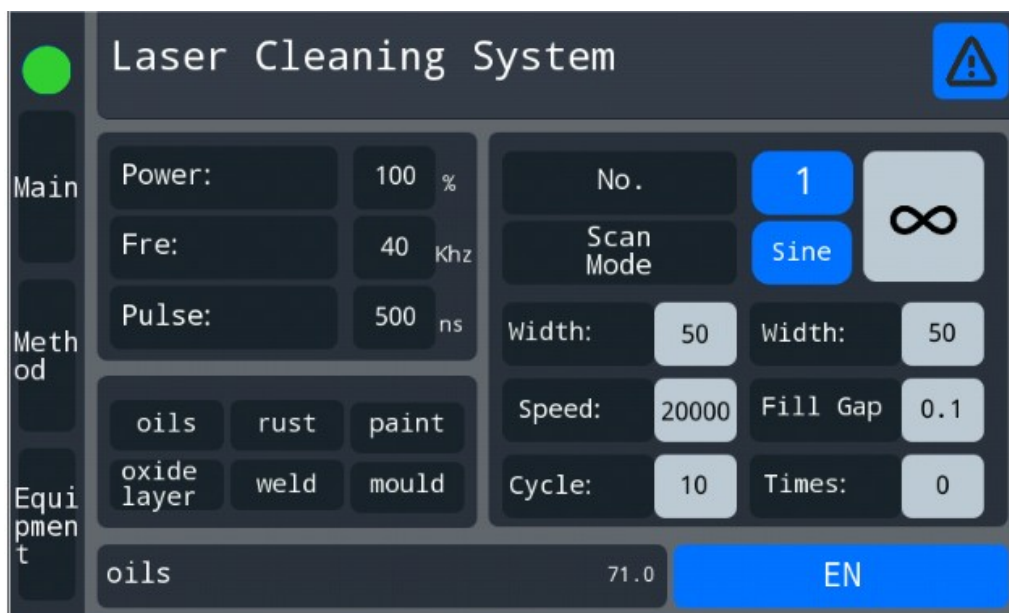 Laser Cleaning System
Main
Meth
od
Equi
pmen
t
Power: 100 %
Fre: 40 Khz
Pulse: 500 ns
oils rust paint
oxide
layer
weld mould
No. 1
Scan
Mode
Sine
∞
Width: 50 Width: 50
Speed: 20000 Fill Gap 0.1
Cycle: 10 Times: 0
oils 71.0
EN